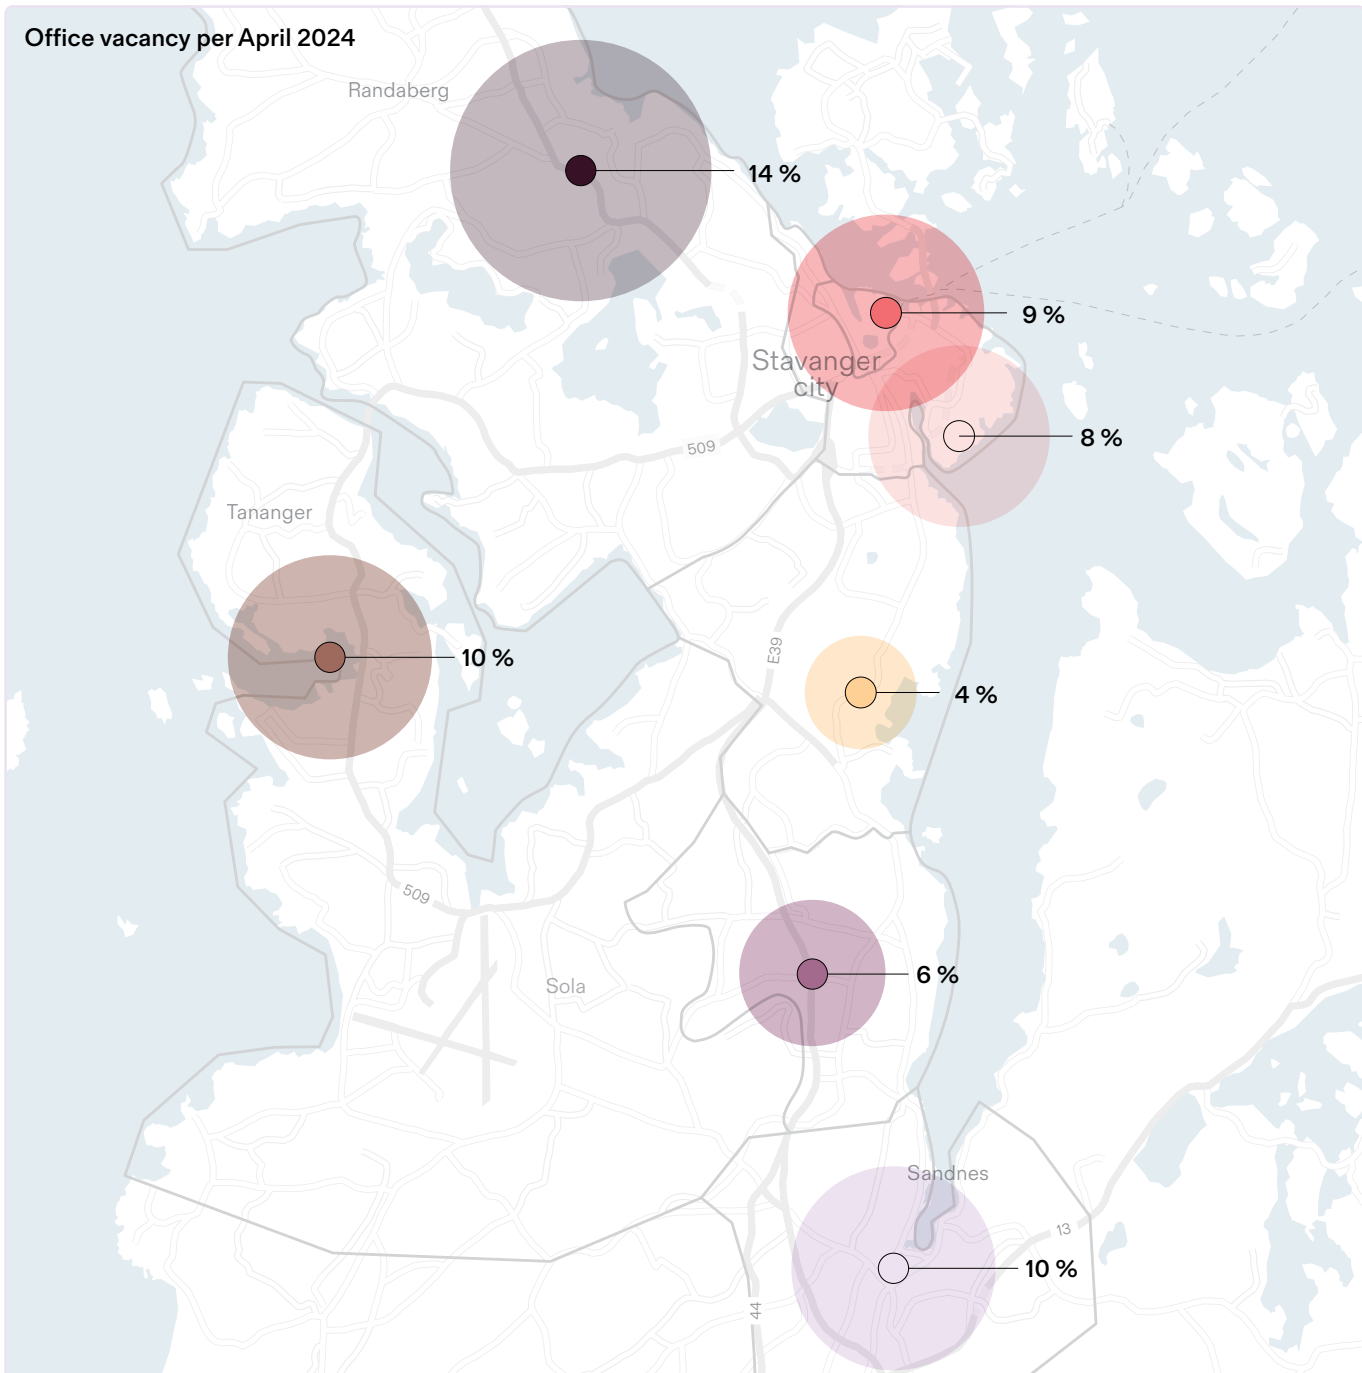 Office vacancy per April 2024
Randaberg
14 %
9 %
Stavanger
city
8 %
509
Tananger
E39
10 %
4 %
509
6 %
Sola
Sandnes
13
10 %
44